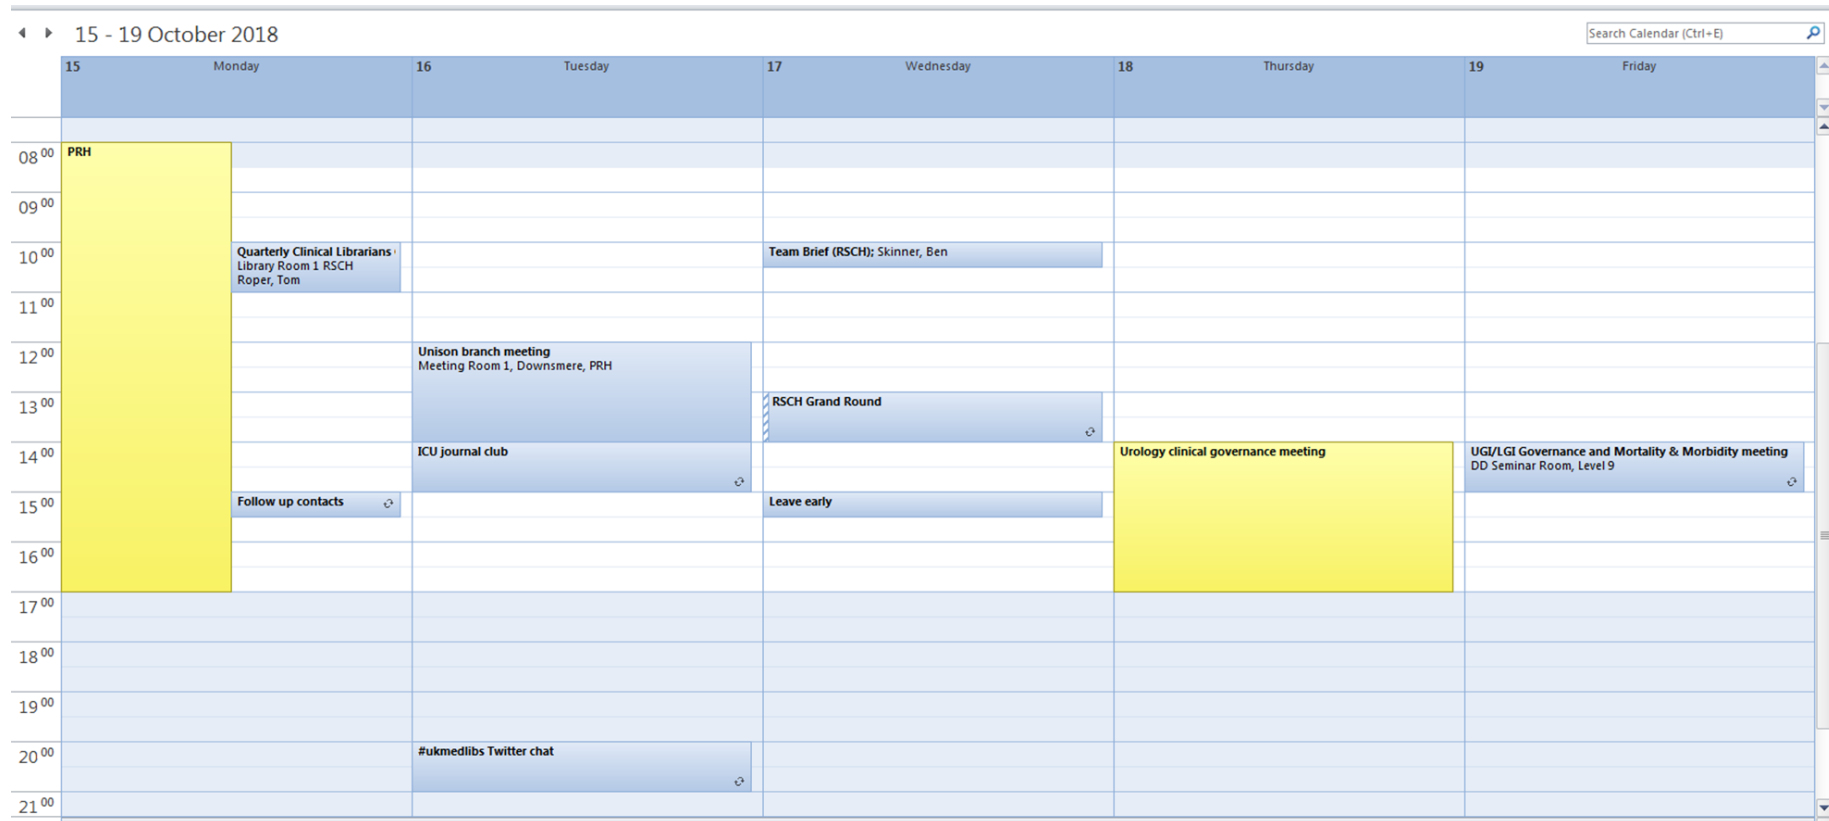 15 - 19 October 2018
Search Calendar (Ctrl+E)
15 Monday
16 Tuesday
17 Wednesday
18 Thursday
19 Friday
08 00
09 00
10 00
11 00
12 00
13 00
14 00
15 00
16 00
17 00
18 00
19 00
20 00
21 00
PRH
Quarterly Clinical Librarians
Library Room 1 RSCH
Roper, Tom
Follow up contacts
Unison branch meeting
Meeting Room 1, Downsmere, PRH
ICU journal club
#ukmedlibs Twitter chat
Team Brief (RSCH); Skinner, Ben
RSCH Grand Round
Leave early
Urology clinical governance meeting
UGI/LGI Governance and Mortality & Morbidity meeting
DD Seminar Room, Level 9